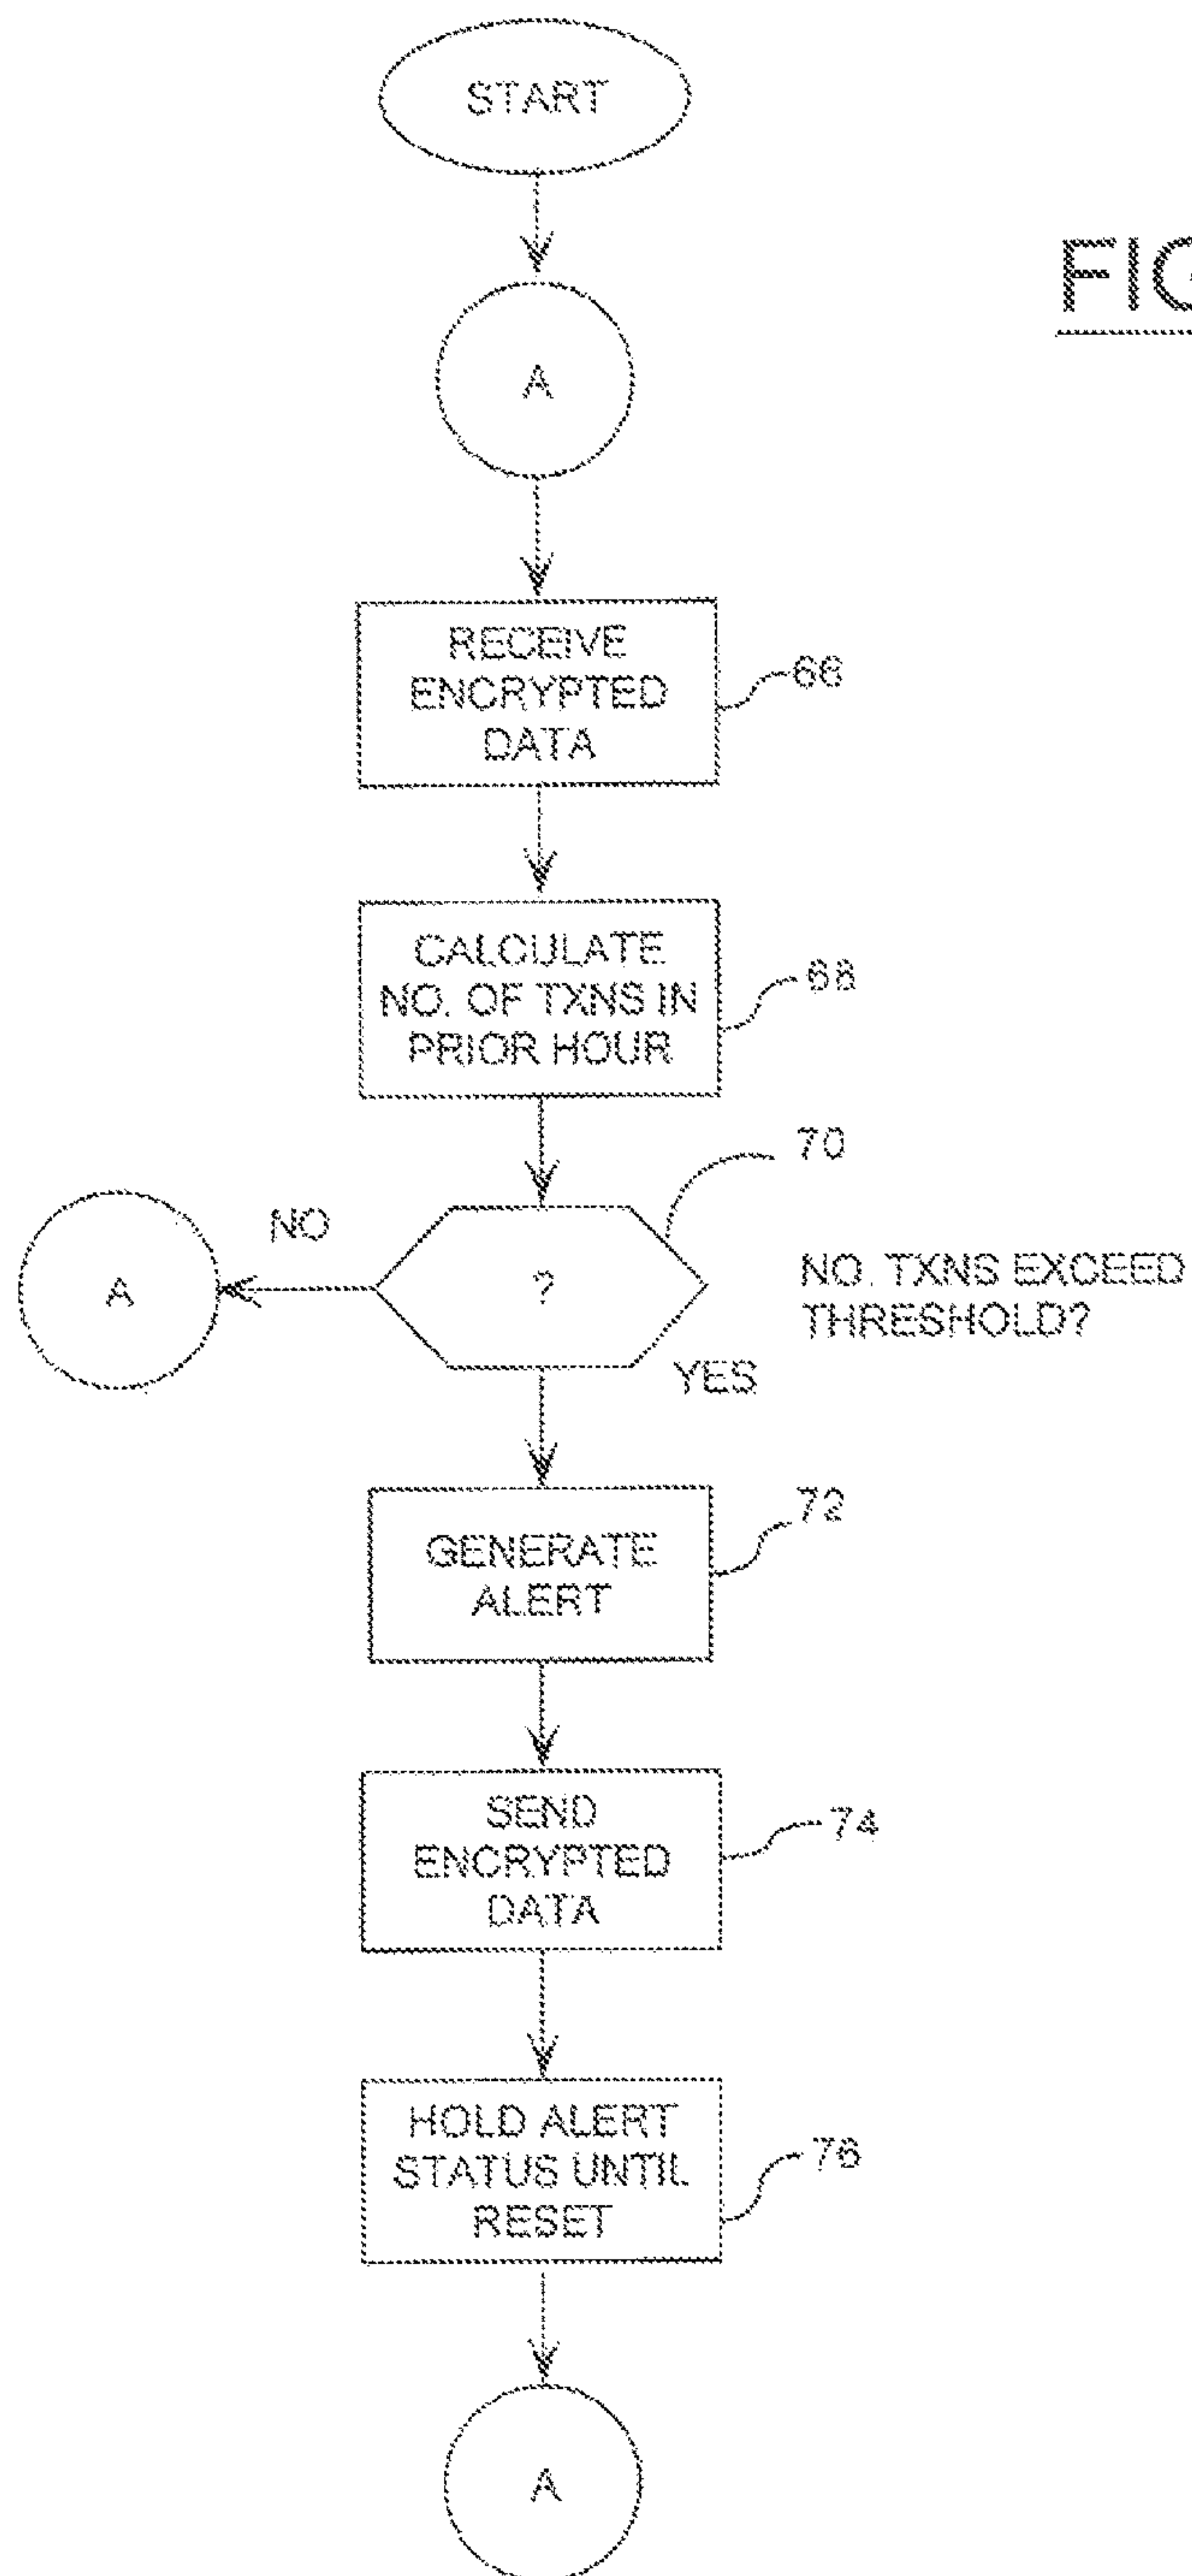 START
FIG
A
RECEIVE
ENCRYPTED
DATA
66
CALCULATE
NO. OF TXNS IN
PRIOR HOUR
68
70
NO
A
?
NO. TXNS EXCEED
THRESHOLD?
YES
GENERATE
ALERT
72
SEND
ENCRYPTED
DATA
74
HOLD ALERT
STATUS UNTIL
RESET
76
A